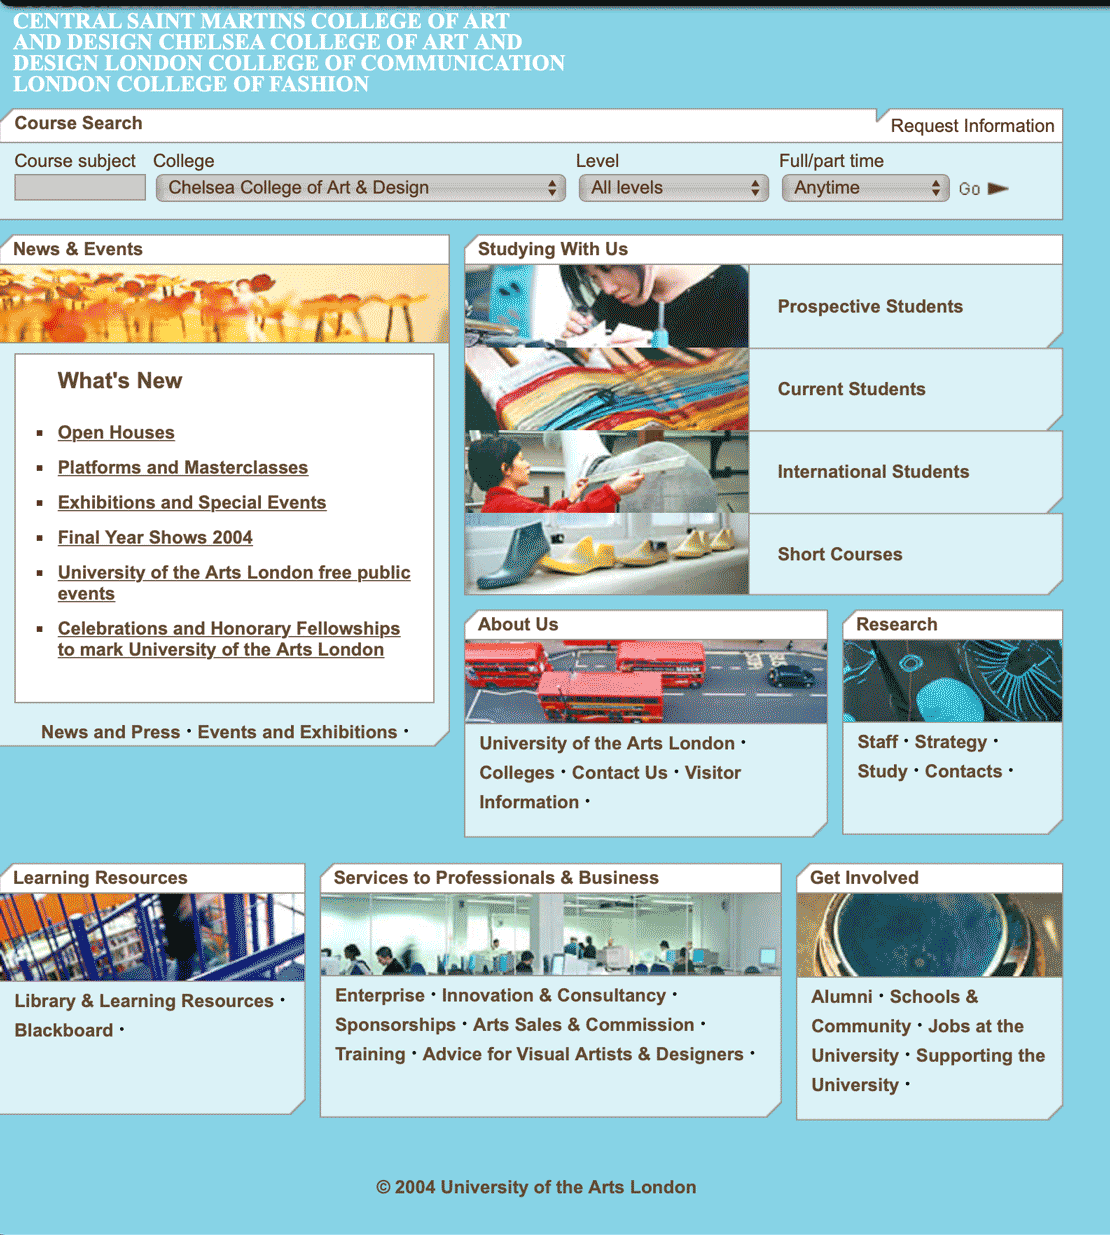 CENTRAL SAINT MARTINS COLLEGE OF ART
AND DESIGN CHELSEA COLLEGE OF ART AND
DESIGN LONDON COLLEGE OF COMMUNICATION
LONDON COLLEGE OF FASHION
Course Search
Request Information
Course subject College Level Full/part time
Chelsea College of Art & Design All levels Anytime Go
News & Events
What's New
Open Houses
Platforms and Masterclasses
Exhibitions and Special Events
Final Year Shows 2004
University of the Arts London free public
events
Celebrations and Honorary Fellowships
to mark University of the Arts London
News and Press · Events and Exhibitions ·
Studying With Us
Prospective Students
Current Students
International Students
Short Courses
About Us
University of the Arts London ·
Colleges · Contact Us · Visitor
Information ·
Research
Staff · Strategy ·
Study · Contacts ·
Learning Resources
Library & Learning Resources ·
Blackboard ·
Services to Professionals & Business
Enterprise · Innovation & Consultancy ·
Sponsorships · Arts Sales & Commission ·
Training · Advice for Visual Artists & Designers ·
Get Involved
Alumni · Schools &
Community · Jobs at the
University · Supporting the
University ·
© 2004 University of the Arts London